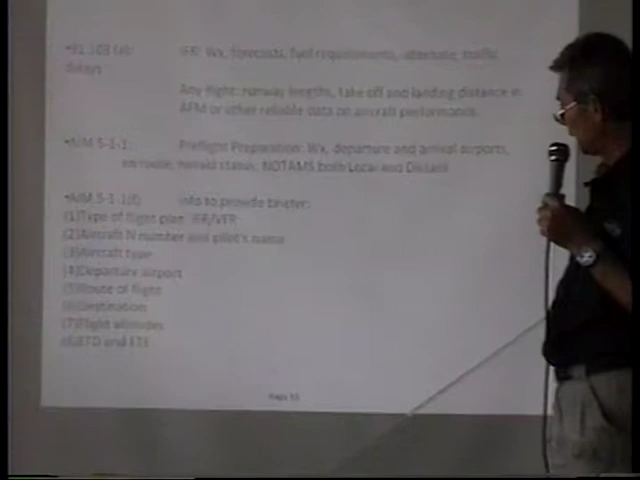 •91.103 (a): IFR: Wx, forecasts, fuel requirements, alternate, traffic
delays
Any flight: runway lengths, take off and landing distance in
AFM or other reliable data on aircraft performance.
•AIM 5-1-1: Preflight Preparation: Wx, departure and arrival airports,
en route, navaid status, NOTAMS both Local and Distant
•AIM 5-1-1(d) Info to provide briefer:
(1)Type of flight plan IFR/VFR
(2)Aircraft N number and pilot's name
(3)Aircraft type
(4)Departure airport
(5)Route of flight
(6)Destination
(7)Flight altitudes
(8)ETD and ETE
Page